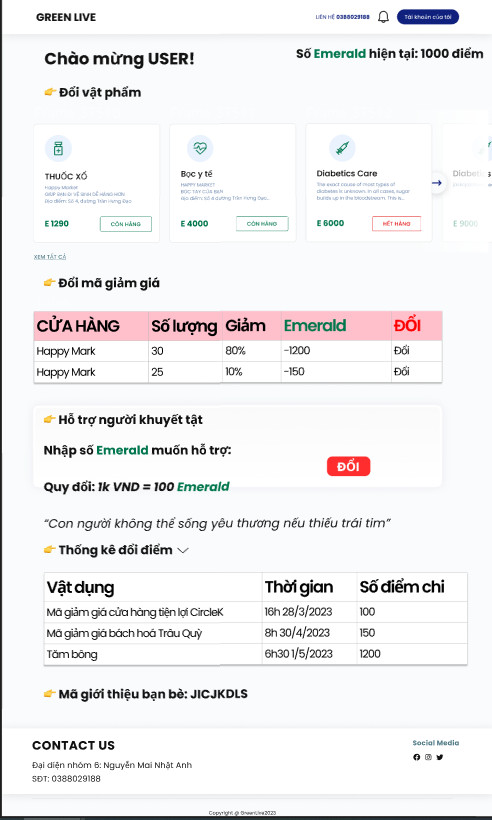 GREEN LIVE
LIÊN HỆ 0388029188
Tài khoản của tôi
Chào mừng USER!
Số Emerald hiện tại: 1000 điểm
👉 Đổi vật phẩm
THUỐC XỔ
Happy Market
Địa điểm: Số 4, đường Trần Hưng Đạo
E 1290
CÒN HÀNG
Bọc y tế
HAPPY MARKET
E 4000
CÒN HÀNG
Diabetics Care
The exact cause of most types of
diabetes is unknown. In all cases, sugar
builds up in the bloodstream. This is...
E 6000
HẾT HÀNG
E 9000
XEM TẤT CẢ
👉 Đổi mã giảm giá
CỬA HÀNG Số lượng Giảm Emerald ĐỔI
Happy Mark 30 80% -1200 Đổi
Happy Mark 25 10% -150 Đổi
👉 Hỗ trợ người khuyết tật
Nhập số Emerald muốn hỗ trợ:
ĐỔI
Quy đổi: 1k VND = 100 Emerald
“Con người không thể sống yêu thương nếu thiếu trái tim”
👉 Thống kê đổi điểm
Vật dụng Thời gian Số điểm chi
Mã giảm giá cửa hàng tiện lợi CircleK 16h 28/3/2023 100
Mã giảm giá bách hoá Trâu Quỳ 8h 30/4/2023 150
Tăm bông 6h30 1/5/2023 1200
👉 Mã giới thiệu bạn bè: JICJKDLS
CONTACT US
Social Media
Đại diện nhóm 6: Nguyễn Mai Nhật Anh
SĐT: 0388029188
Copyright @ GreenLive2023